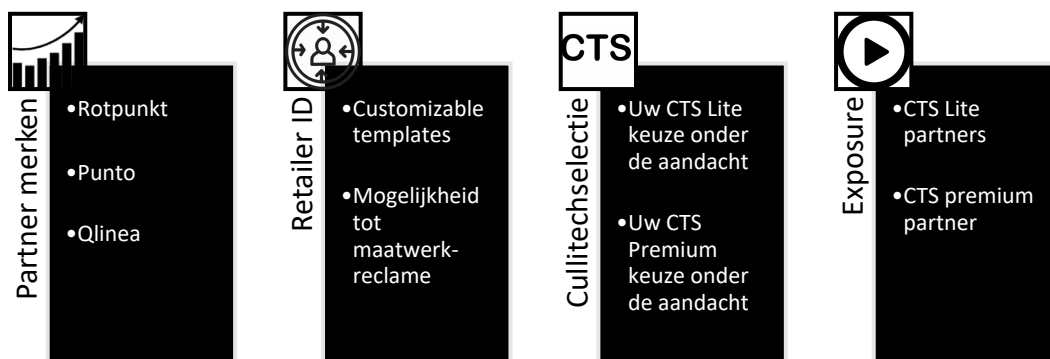 Partner merken
•Rotpunkt
•Punto
•Qlinea
Retailer ID
•Customizable
templates
•Mogelijkheid
tot
maatwerk-
reclame
CTS
Cullitechselectie
•Uw CTS Lite
keuze onder
de aandacht
•Uw CTS
Premium
keuze onder
de aandacht
Exposure
•CTS Lite
partners
•CTS premium
partner